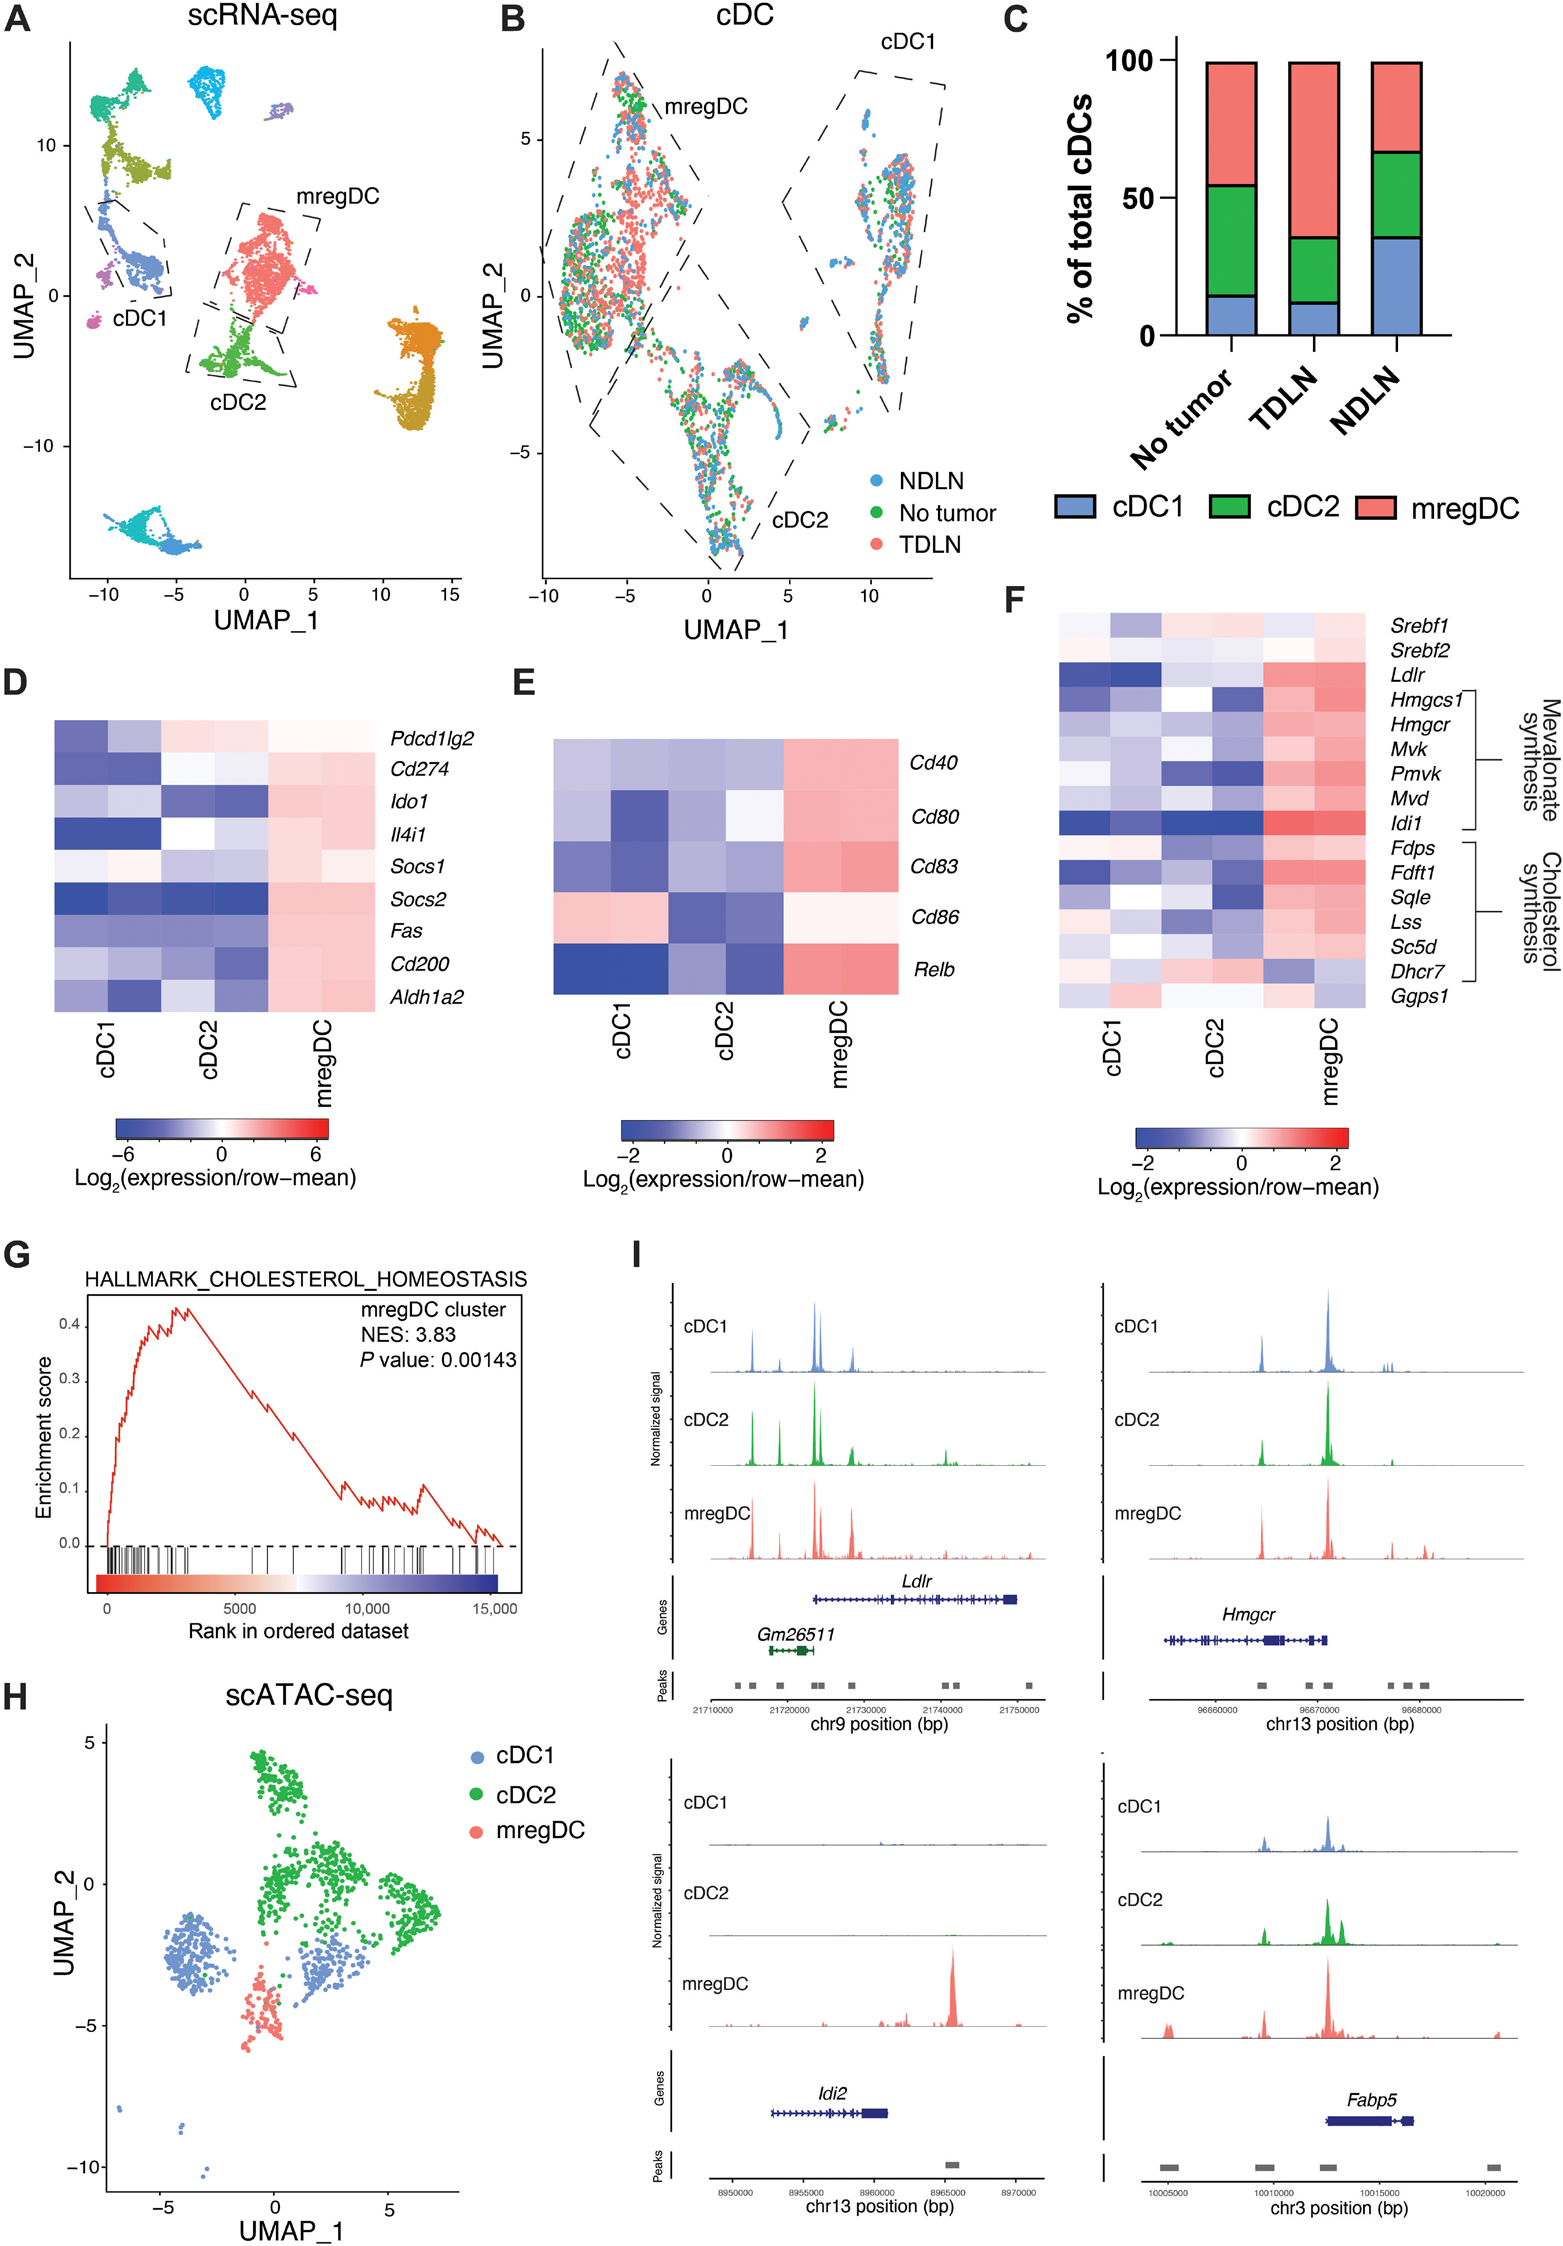 A
scRNA-seq
UMAP_2
10
0
−10
−10
−5
0
5
10
15
UMAP_1
mregDC
cDC1
cDC2
B
cDC
UMAP_2
5
0
−5
−10
−5
0
5
10
UMAP_1
mregDC
cDC1
cDC2
NDLN
No tumor
TDLN
C
% of total cDCs
100
50
0
No tumor
TDLN
NDLN
cDC1
cDC2
mregDC
D
Pdcd1lg2
Cd274
Ido1
Il4i1
Socs1
Socs2
Fas
Cd200
Aldh1a2
cDC1
cDC2
mregDC
−6
0
6
Log2(expression/row−mean)
E
Cd40
Cd80
Cd83
Cd86
Relb
cDC1
cDC2
mregDC
−2
0
2
Log2(expression/row−mean)
F
Srebf1
Srebf2
Ldlr
Hmgcs1
Hmgcr
Mvk
Pmvk
Mvd
Idi1
Fdps
Fdft1
Sqle
Lss
Sc5d
Dhcr7
Ggps1
Mevalonate
synthesis
Cholesterol
synthesis
cDC1
cDC2
mregDC
−2
0
2
Log2(expression/row−mean)
G
HALLMARK_CHOLESTEROL_HOMEOSTASIS
mregDC cluster
NES: 3.83
P value: 0.00143
Enrichment score
0.4
0.3
0.2
0.1
0.0
0
5000
10,000
15,000
Rank in ordered dataset
H
scATAC-seq
UMAP_2
5
0
−5
−10
−5
0
5
UMAP_1
cDC1
cDC2
mregDC
I
Normalized signal
cDC1
cDC2
mregDC
Genes
Ldlr
Gm26511
Peaks
21710000
21720000
21730000
21740000
21750000
chr9 position (bp)
cDC1
cDC2
mregDC
Hmgcr
96660000
96670000
96680000
chr13 position (bp)
Normalized signal
cDC1
cDC2
mregDC
Genes
Idi2
Peaks
8950000
8955000
8960000
8965000
8970000
chr13 position (bp)
cDC1
cDC2
mregDC
Fabp5
10005000
10010000
10015000
10020000
chr3 position (bp)